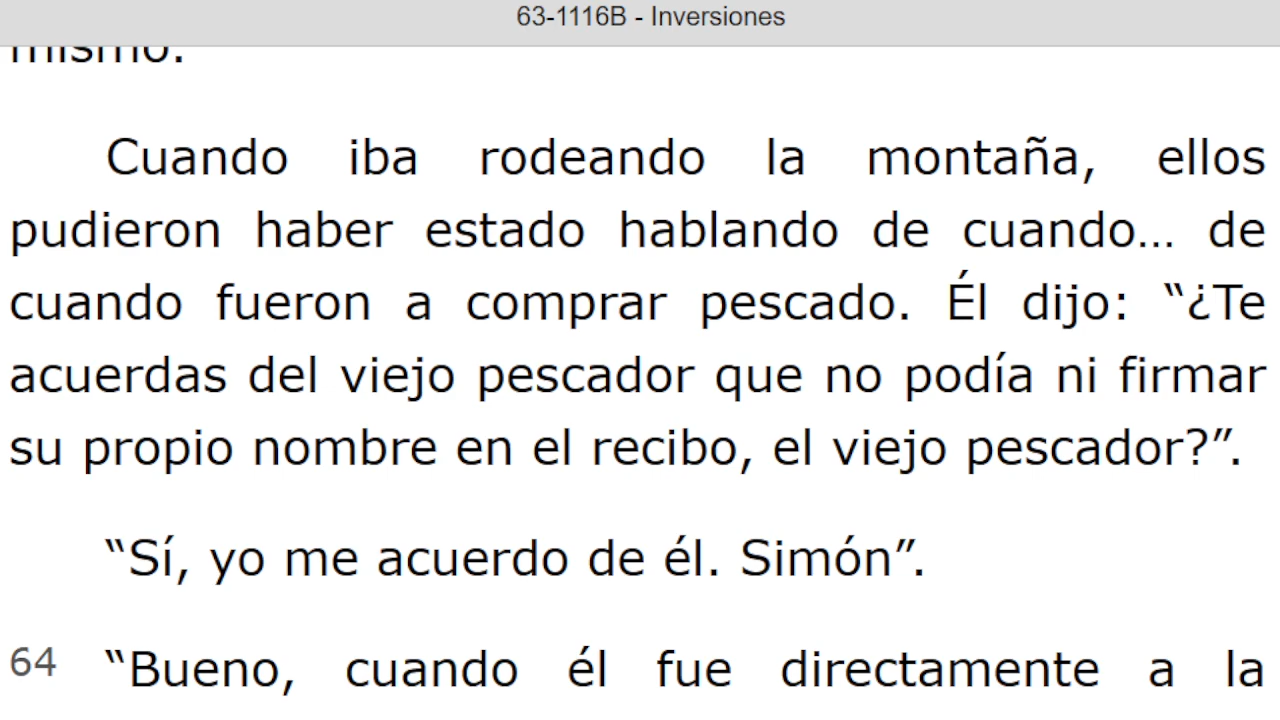 63-1116B - Inversiones
mismo.
Cuando iba rodeando la montaña, ellos
pudieron haber estado hablando de cuando… de
cuando fueron a comprar pescado. Él dijo: “¿Te
acuerdas del viejo pescador que no podía ni firmar
su propio nombre en el recibo, el viejo pescador?”.
“Sí, yo me acuerdo de él. Simón”.
64 “Bueno, cuando él fue directamente a la